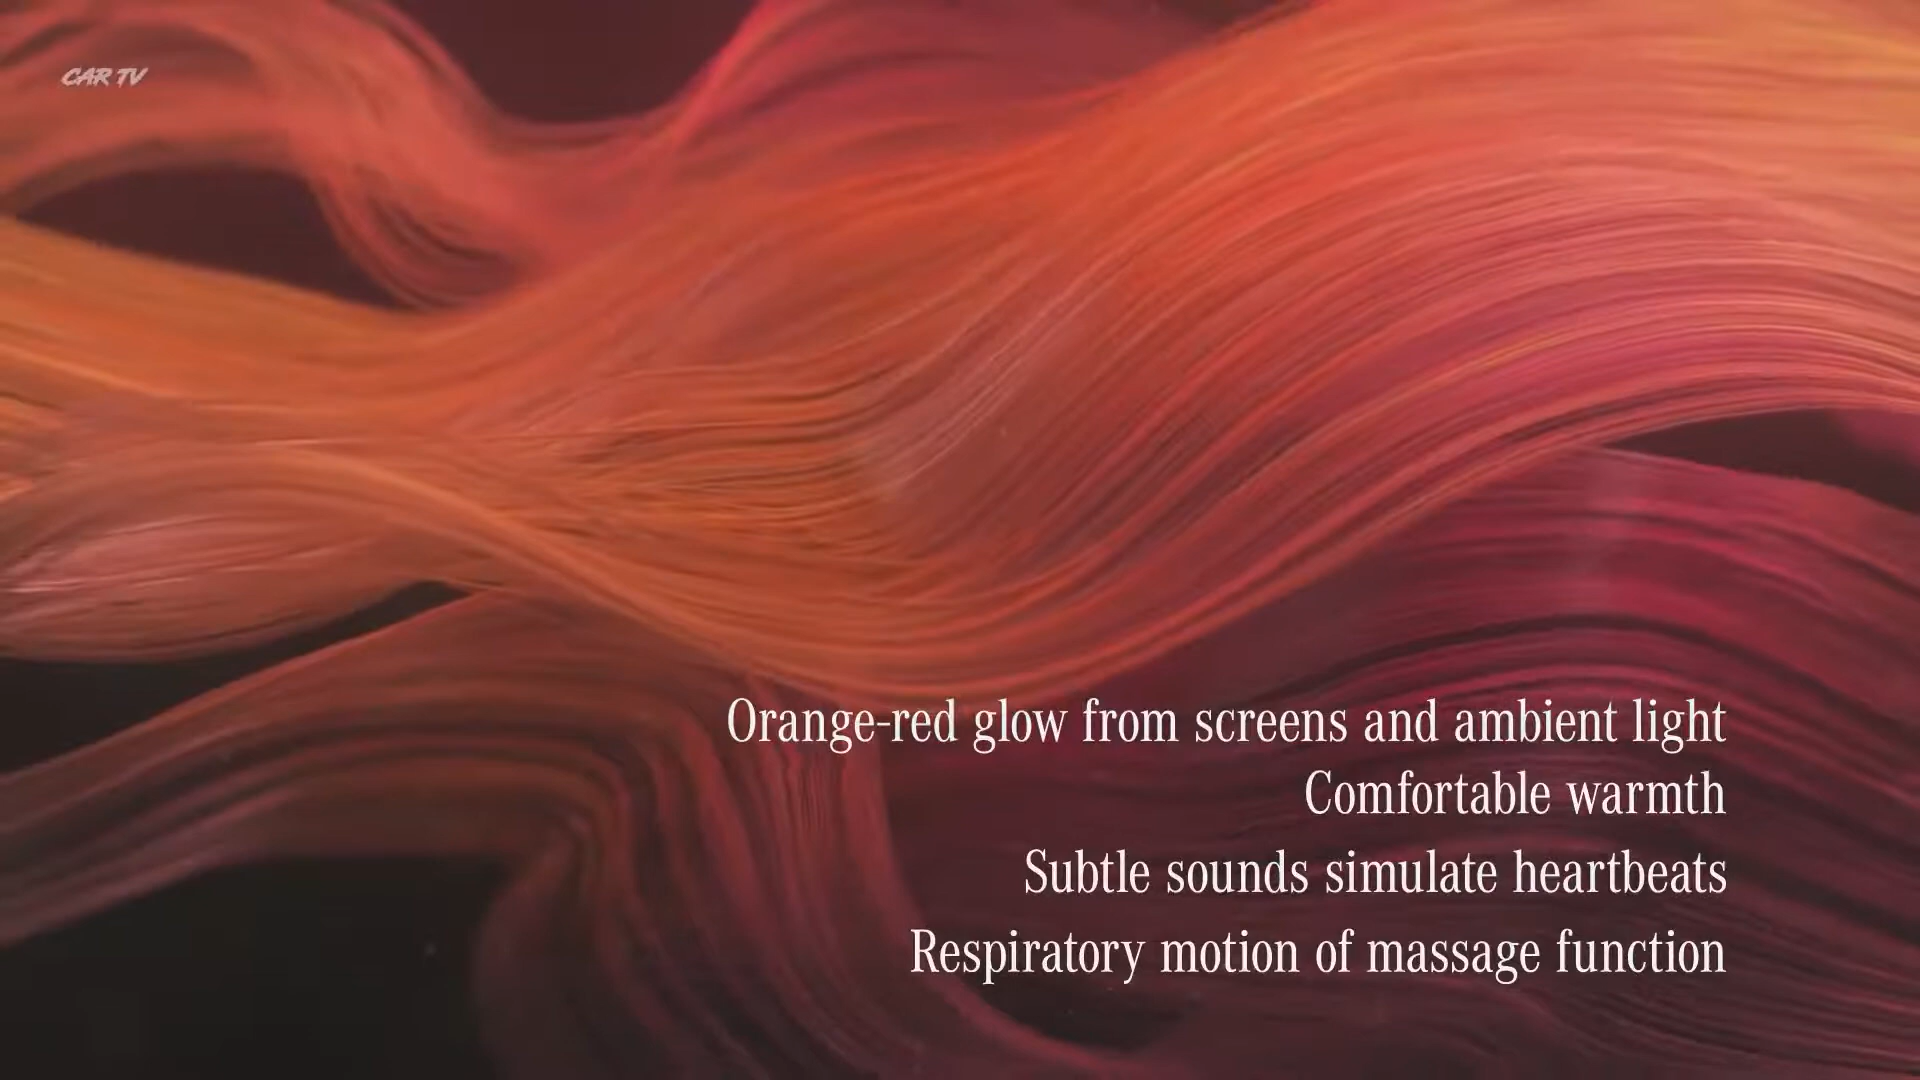 CAR TV
Orange-red glow from screens and ambient light
Comfortable warmth
Subtle sounds simulate heartbeats
Respiratory motion of massage function